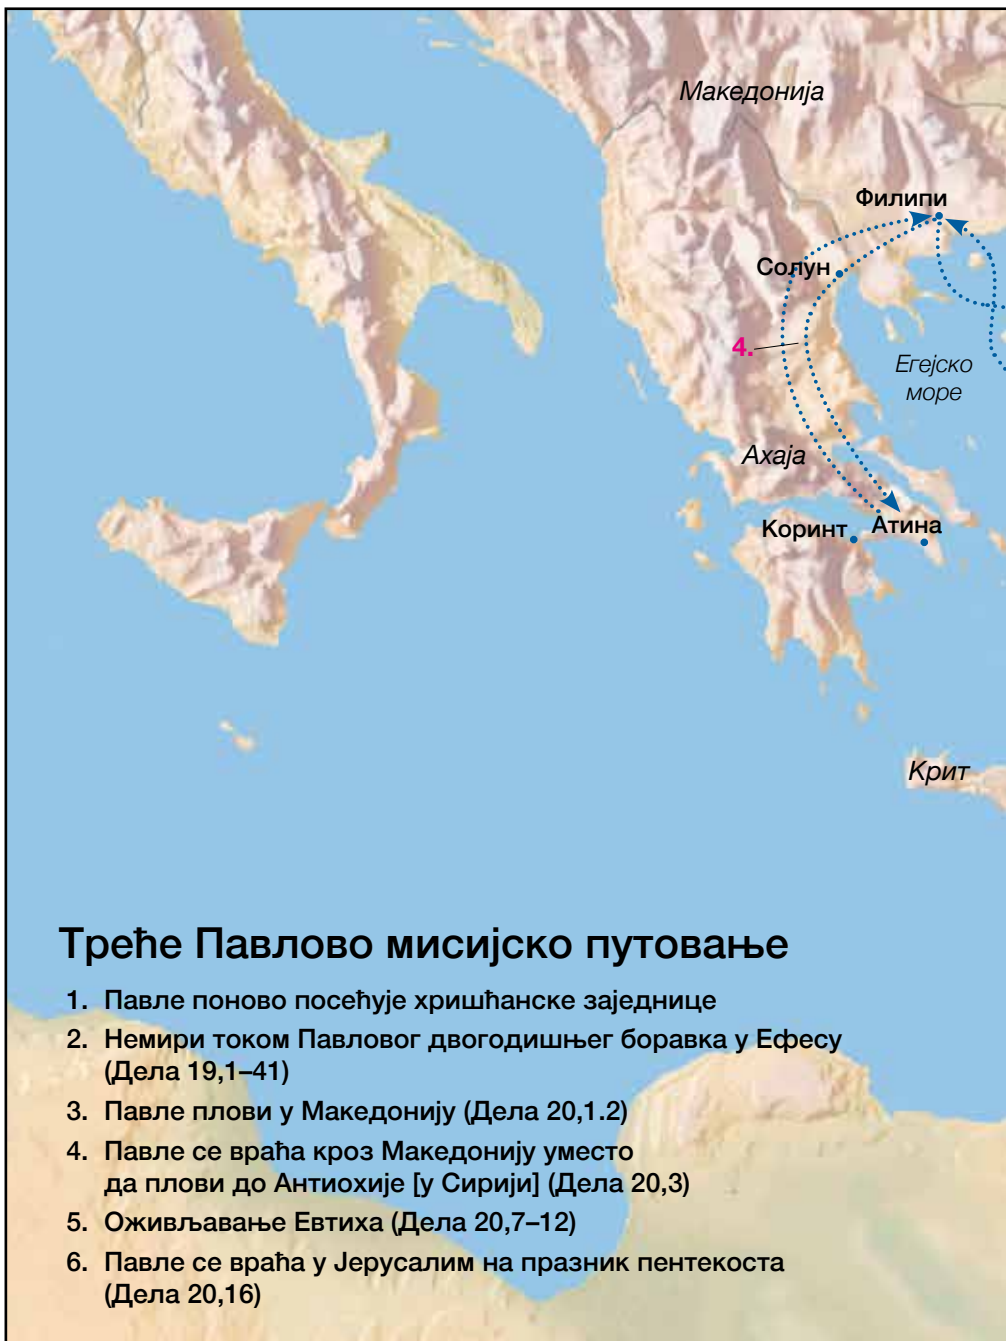 Македонија
Филипи
Солун
4.
Егејско
море
Ахаја
Коринт
Атина
Крит
Треће Павлово мисијско путовање
1. Павле поново посећује хришћанске заједнице
2. Немири током Павловог двогодишњег боравка у Ефесу
(Дела 19,1–41)
3. Павле плови у Македонију (Дела 20,1.2)
4. Павле се враћа кроз Македонију уместо
да плови до Антиохије [у Сирији] (Дела 20,3)
5. Оживљавање Евтиха (Дела 20,7–12)
6. Павле се враћа у Јерусалим на празник пентекоста
(Дела 20,16)